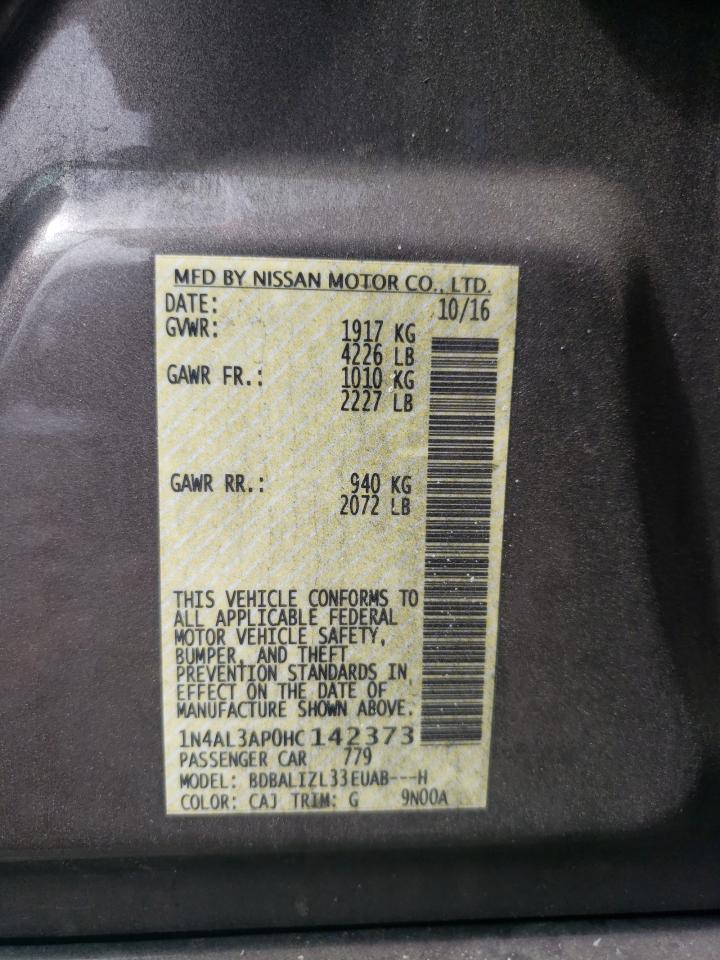 MFD BY NISSAN MOTOR CO., LTD.
DATE: 10/16
GVWR: 1917 KG
4226 LB
GAWR FR.: 1010 KG
2227 LB
GAWR RR.: 940 KG
2072 LB
THIS VEHICLE CONFORMS TO
ALL APPLICABLE FEDERAL
MOTOR VEHICLE SAFETY,
BUMPER, AND THEFT
PREVENTION STANDARDS IN
EFFECT ON THE DATE OF
MANUFACTURE SHOWN ABOVE.
1N4AL3AP0HC142373
PASSENGER CAR 779
MODEL: BDBALIZL33EUAB---H
COLOR: CAJ TRIM: G 9N00A